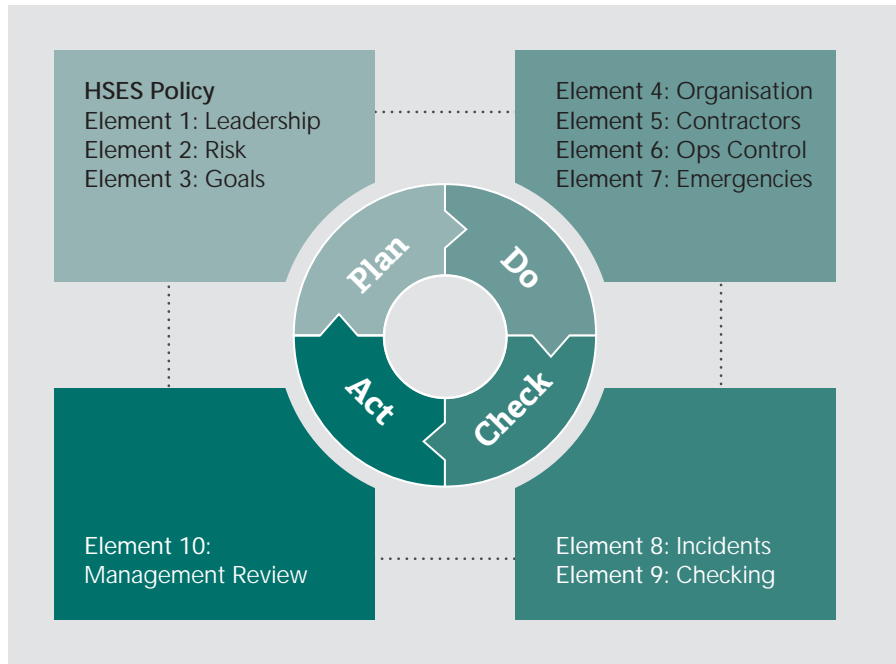 HSES Policy
Element 1: Leadership
Element 2: Risk
Element 3: Goals
Element 4: Organisation
Element 5: Contractors
Element 6: Ops Control
Element 7: Emergencies
Plan
Do
Act
Check
Element 10:
Management Review
Element 8: Incidents
Element 9: Checking